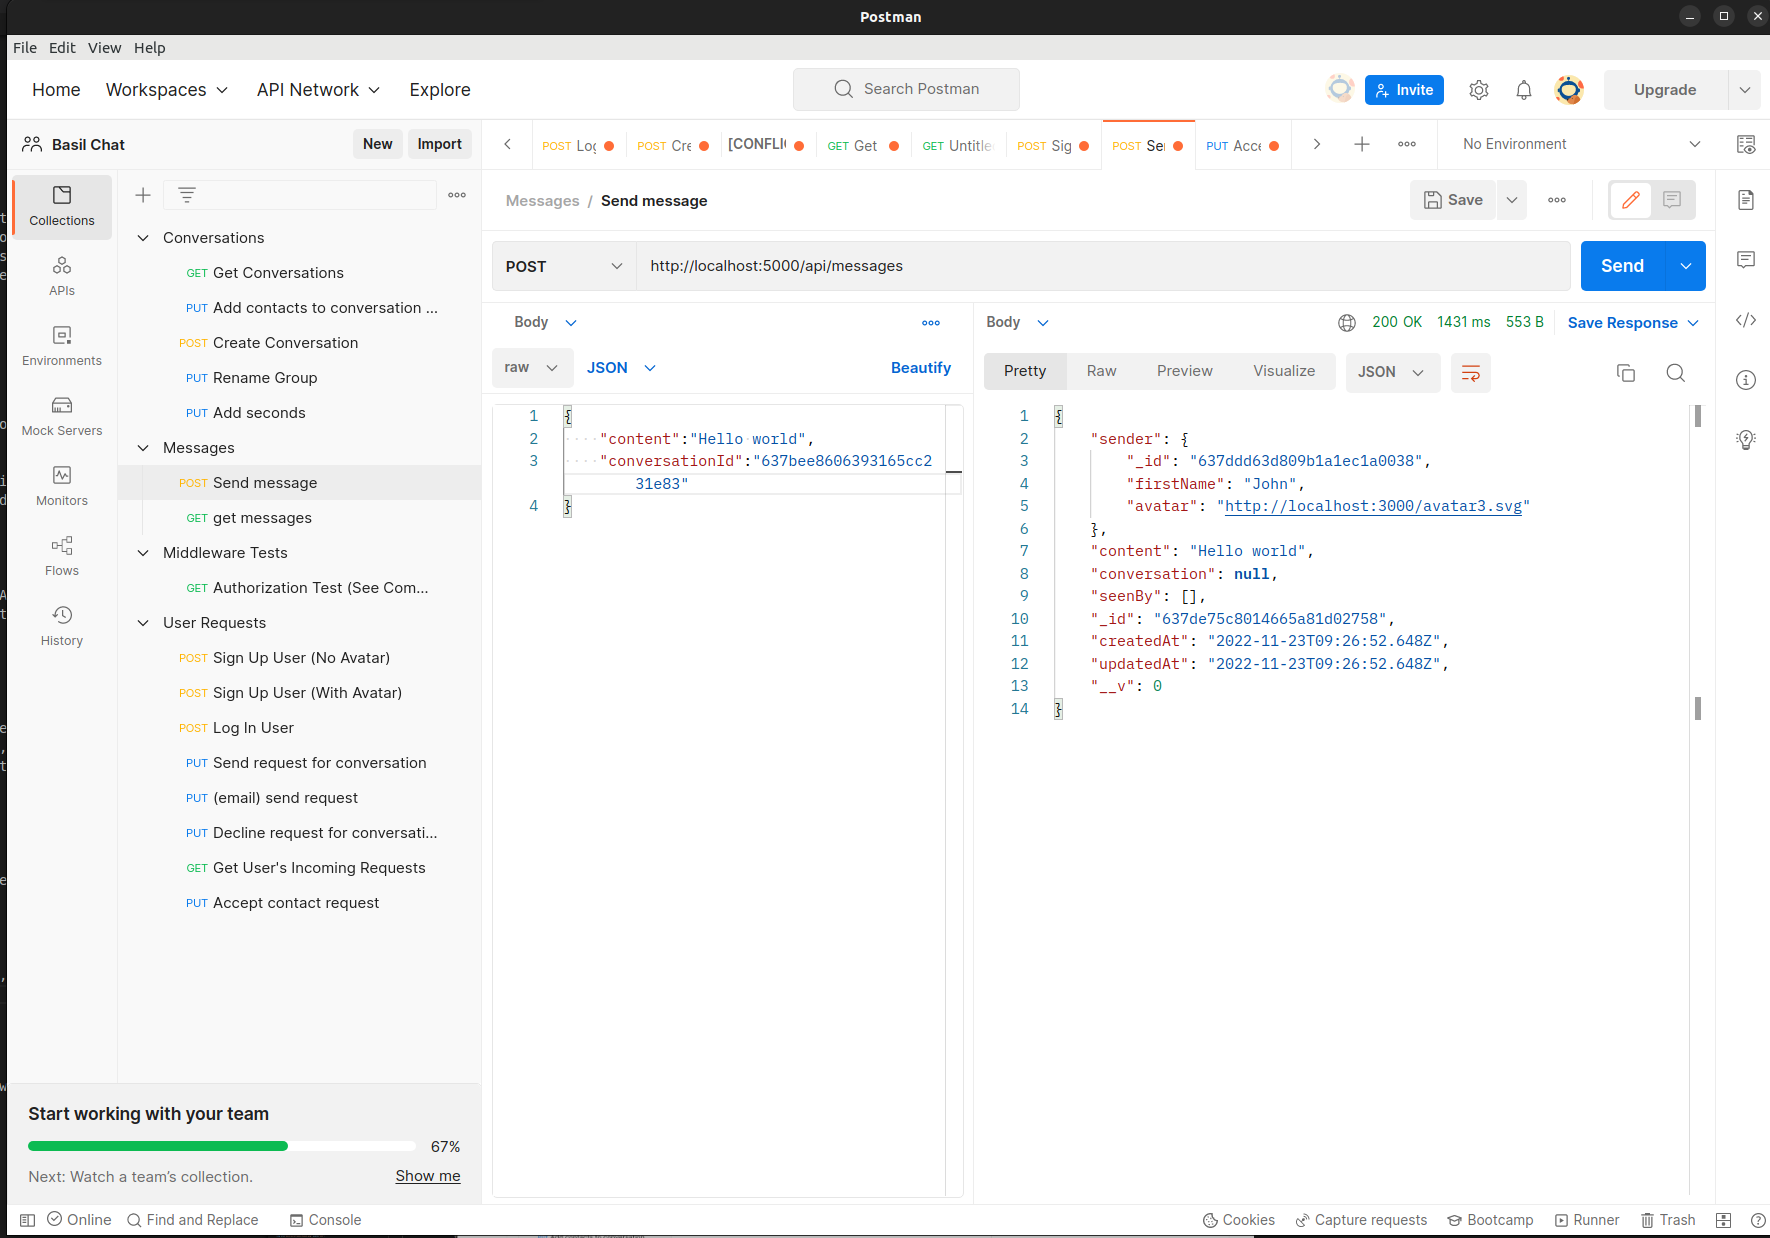 Postman
File Edit View Help
Home Workspaces API Network Explore Search Postman Invite Upgrade
Basil Chat New Import
POST Log POST Cre [CONFLI GET Get GET Untitle POST Sig POST Se PUT Acce No Environment
Collections
APIs
Environments
Mock Servers
Monitors
Flows
History
Conversations
GET Get Conversations
PUT Add contacts to conversation ...
POST Create Conversation
PUT Rename Group
PUT Add seconds
Messages
POST Send message
GET get messages
Middleware Tests
GET Authorization Test (See Com...
User Requests
POST Sign Up User (No Avatar)
POST Sign Up User (With Avatar)
POST Log In User
PUT Send request for conversation
PUT (email) send request
PUT Decline request for conversati...
GET Get User's Incoming Requests
PUT Accept contact request
Start working with your team
67%
Next: Watch a team's collection. Show me
Messages / Send message Save
POST http://localhost:5000/api/messages Send
Body
raw JSON Beautify
1 {
2 "content":"Hello world",
3 "conversationId":"637bee8606393165cc2
31e83"
4 }
Body 200 OK 1431 ms 553 B Save Response
Pretty Raw Preview Visualize JSON
1 {
2 "sender": {
3 "_id": "637ddd63d809b1a1ec1a0038",
4 "firstName": "John",
5 "avatar": "http://localhost:3000/avatar3.svg"
6 },
7 "content": "Hello world",
8 "conversation": null,
9 "seenBy": [],
10 "_id": "637de75c8014665a81d02758",
11 "createdAt": "2022-11-23T09:26:52.648Z",
12 "updatedAt": "2022-11-23T09:26:52.648Z",
13 "__v": 0
14 }
Online Find and Replace Console Cookies Capture requests Bootcamp Runner Trash